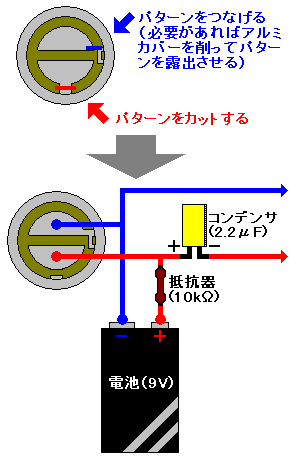 パターンをつなげる
(必要があればアルミ
カバーを削ってパター
ンを露出させる)
パターンをカットする
コンデンサ
(2.2μF)
+ −
抵抗器
(10kΩ)
− +
電池(9V)